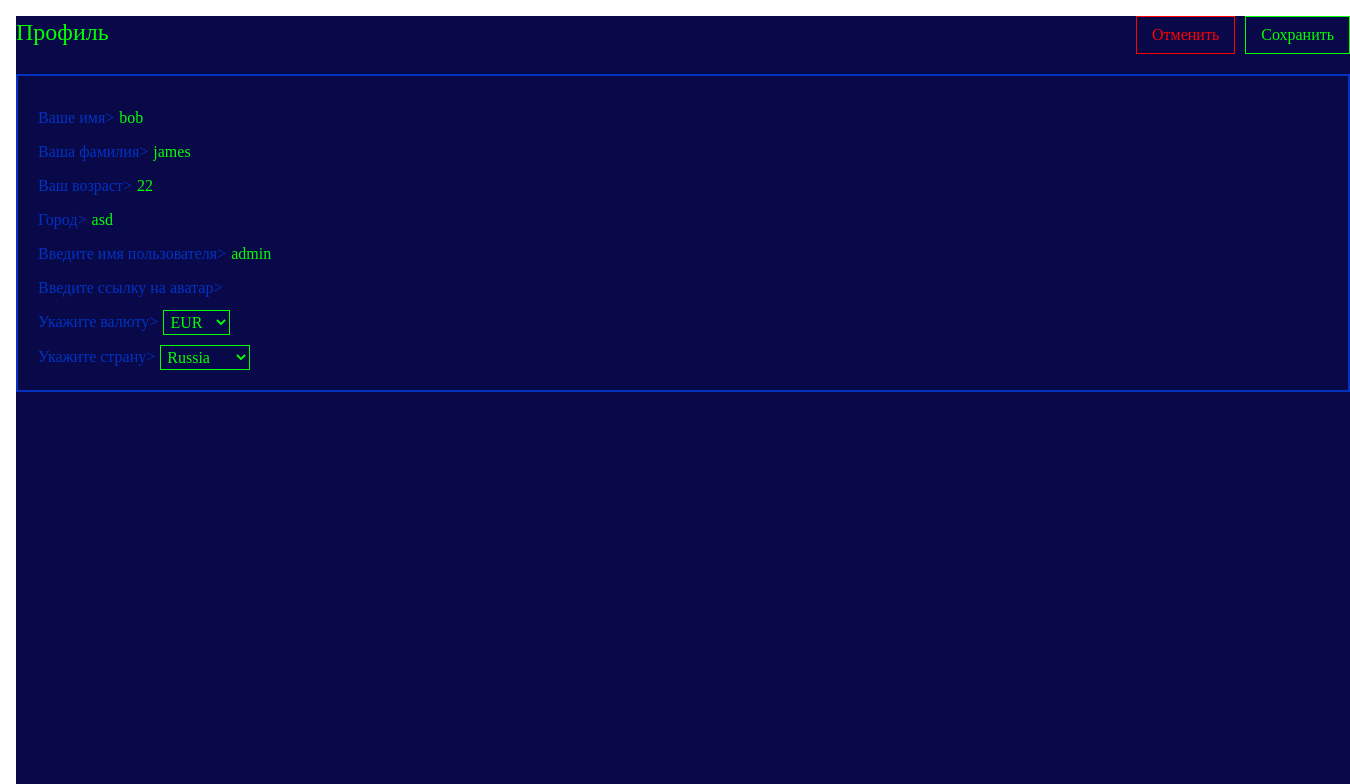 Профиль
Отменить
Сохранить
Ваше имя> bob
Ваша фамилия> james
Ваш возраст> 22
Город> asd
Введите имя пользователя> admin
Введите ссылку на аватар>
Укажите валюту> EUR
Укажите страну> Russia